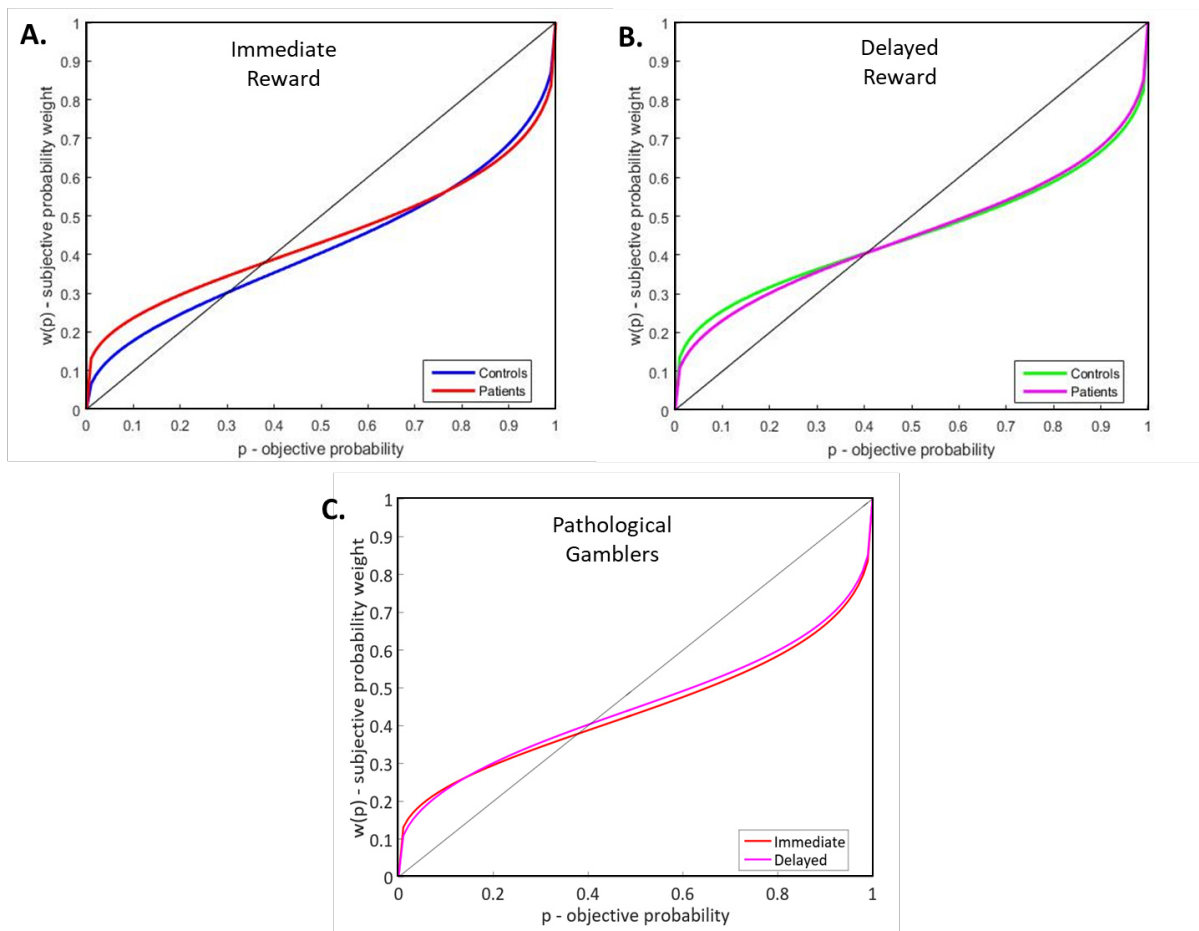 A.
Immediate
Reward
w(p) - subjective probability weight
1
0.9
0.8
0.7
0.6
0.5
0.4
0.3
0.2
0.1
0
0 0.1 0.2 0.3 0.4 0.5 0.6 0.7 0.8 0.9 1
p - objective probability
Controls
Patients
B.
Delayed
Reward
w(p) - subjective probability weight
1
0.9
0.8
0.7
0.6
0.5
0.4
0.3
0.2
0.1
0
0 0.1 0.2 0.3 0.4 0.5 0.6 0.7 0.8 0.9 1
p - objective probability
Controls
Patients
C.
Pathological
Gamblers
w(p) - subjective probability weight
1
0.9
0.8
0.7
0.6
0.5
0.4
0.3
0.2
0.1
0
0 0.2 0.4 0.6 0.8 1
p - objective probability
Immediate
Delayed